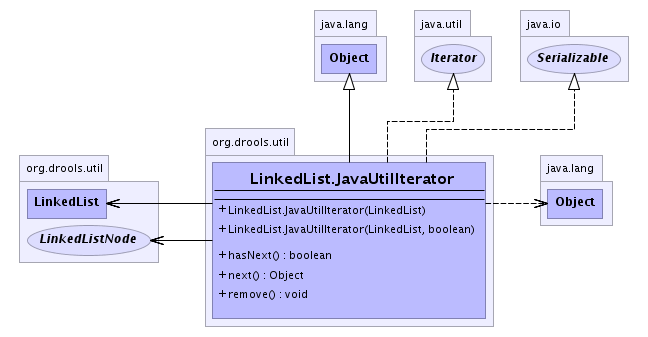 java.lang
Object
java.util
Iterator
java.io
Serializable
org.drools.util
LinkedList
LinkedListNode
org.drools.util
LinkedList.JavaUtilIterator
+ LinkedList.JavaUtilIterator(LinkedList)
+ LinkedList.JavaUtilIterator(LinkedList, boolean)
+ hasNext() : boolean
+ next() : Object
+ remove() : void
java.lang
Object